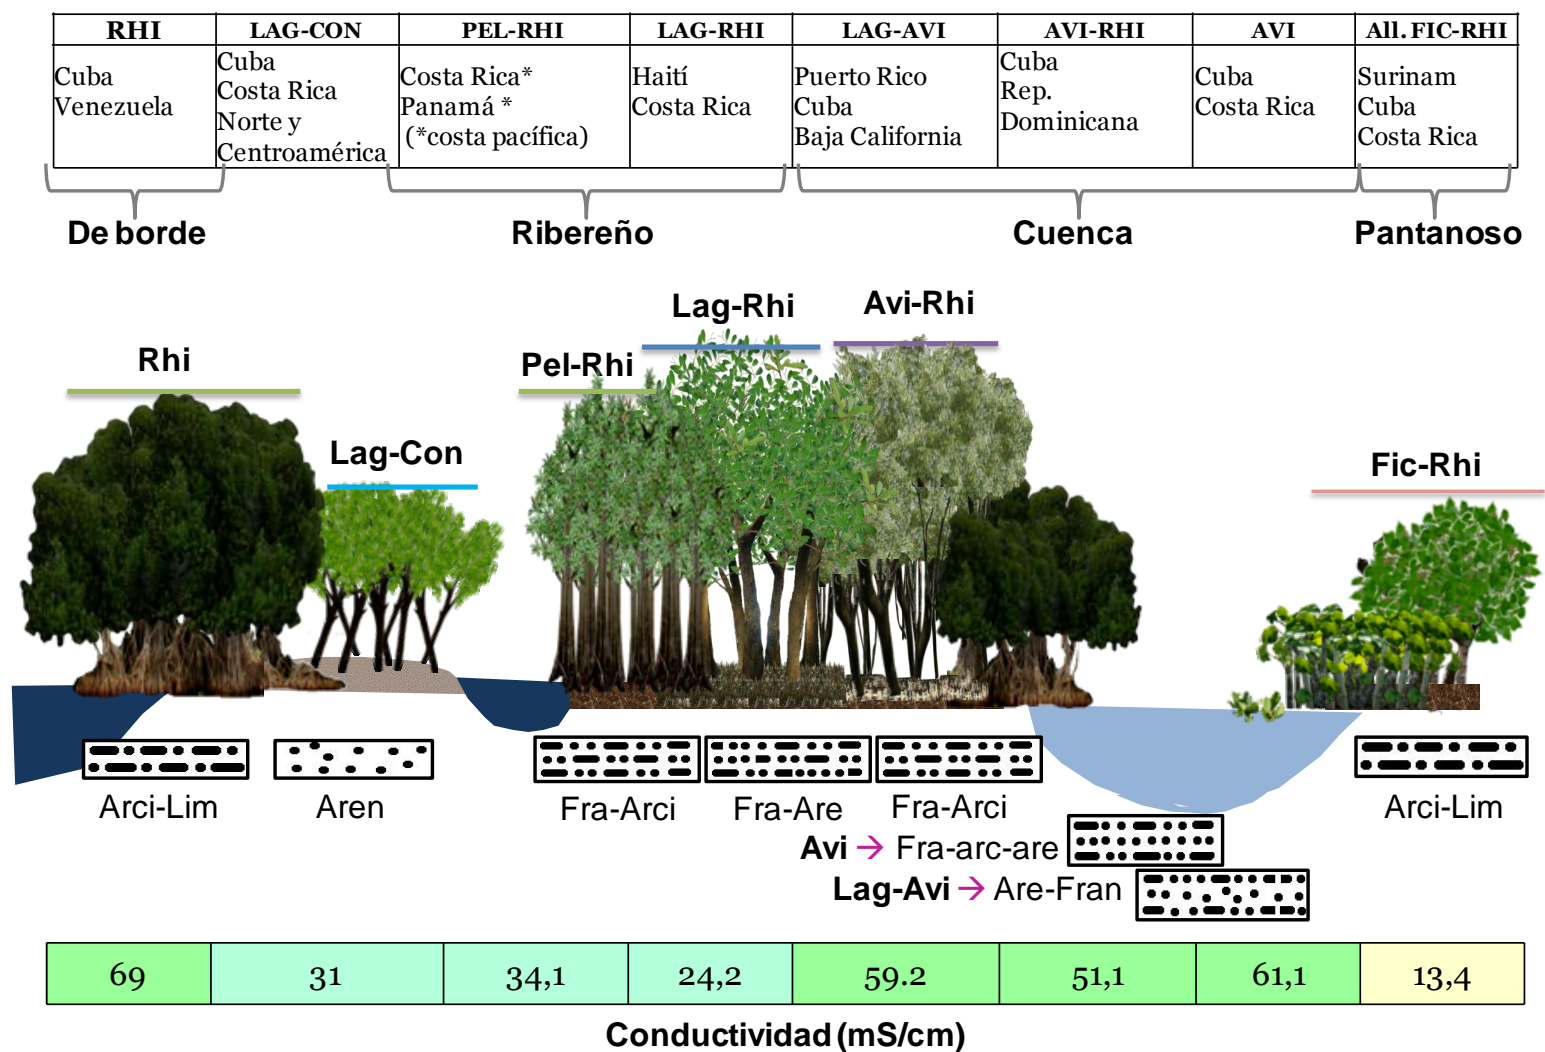 RHI LAG-CON PEL-RHI LAG-RHI LAG-AVI AVI-RHI AVI All. FIC-RHI
Cuba
Venezuela
Cuba
Costa Rica
Norte y
Centroamérica
Costa Rica*
Panamá *
(*costa pacífica)
Haití
Costa Rica
Puerto Rico
Cuba
Baja California
Cuba
Rep.
Dominicana
Cuba
Costa Rica
Surinam
Cuba
Costa Rica
De borde Ribereño Cuenca Pantanoso
Rhi
Lag-Con
Pel-Rhi
Lag-Rhi
Avi-Rhi
Fic-Rhi
Arci-Lim Aren Fra-Arci Fra-Are Fra-Arci Arci-Lim
Avi → Fra-arc-are
Lag-Avi → Are-Fran
69 31 34,1 24,2 59.2 51,1 61,1 13,4
Conductividad (mS/cm)